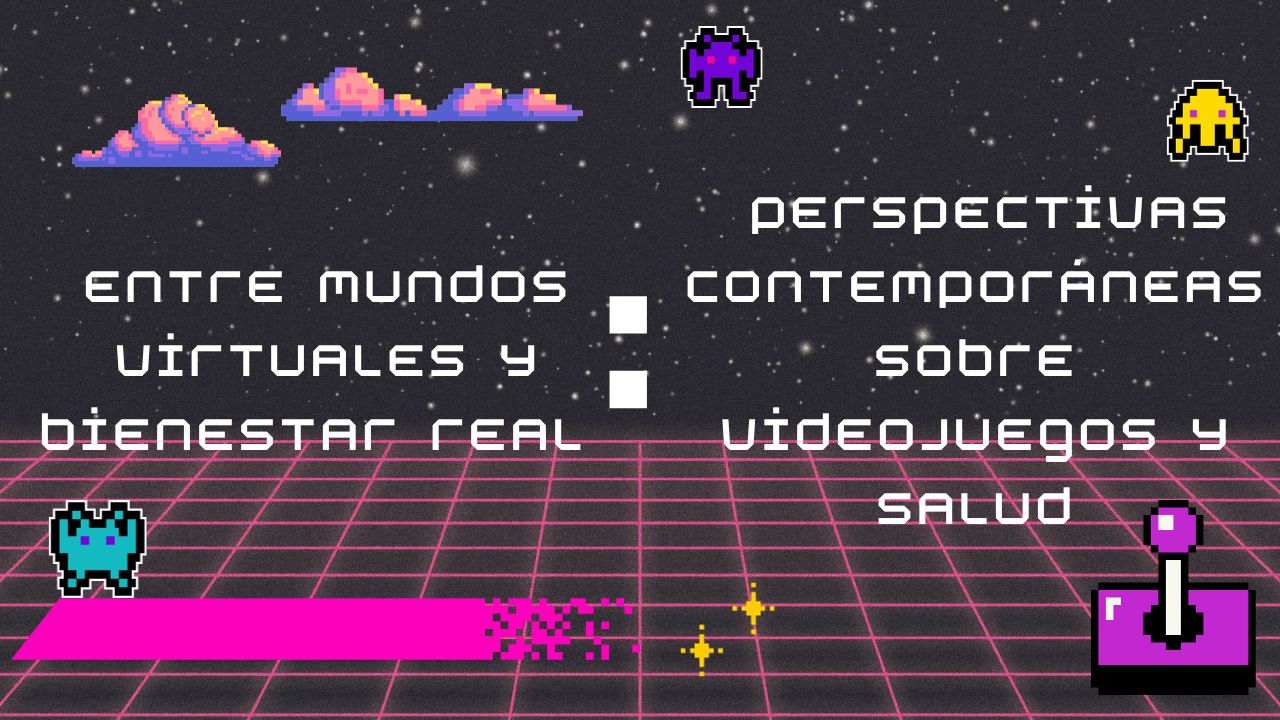 Entre mundos
virtuales y
bienestar real
:
perspectivas
contemporáneas
sobre
videojuegos y
salud